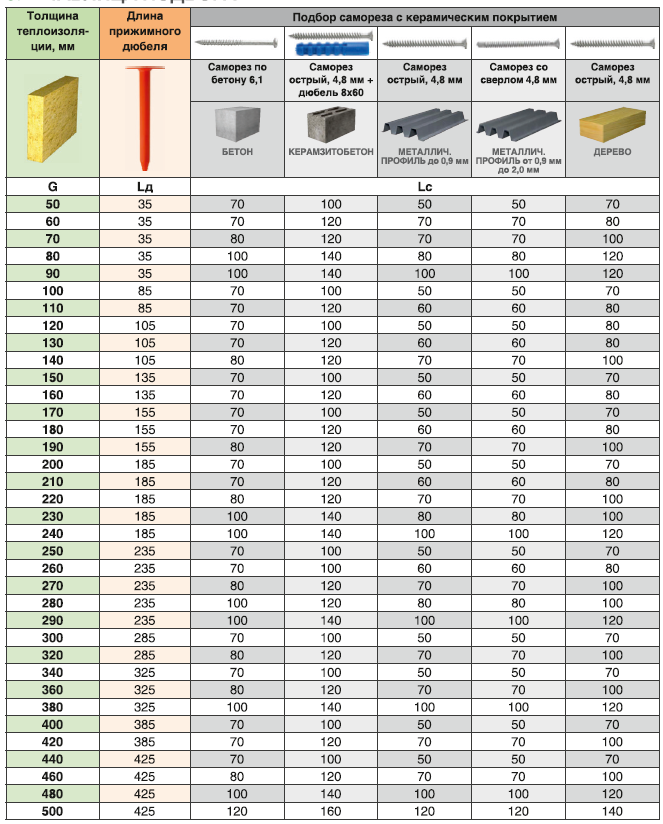 Толщина теплоизоля- ции, мм Длина прижимного дюбеля Подбор самореза с керамическим покрытием
Саморез по бетону 6,1 Саморез острый, 4,8 мм + дюбель 8х60 Саморез острый, 4,8 мм Саморез со сверлом 4,8 мм Саморез острый, 4,8 мм
БЕТОН КЕРАМЗИТОБЕТОН МЕТАЛЛИЧ. ПРОФИЛЬ до 0,9 мм МЕТАЛЛИЧ. ПРОФИЛЬ от 0,9 мм до 2,0 мм ДЕРЕВО
G Lд Lс
50 35 70 100 50 50 70
60 35 70 120 70 70 80
70 35 80 120 70 70 100
80 35 100 140 80 80 120
90 35 100 140 100 100 120
100 85 70 100 50 50 70
110 85 70 120 60 60 80
120 105 70 100 50 50 80
130 105 70 120 60 60 80
140 105 80 120 70 70 100
150 135 70 100 50 50 70
160 135 70 120 60 60 80
170 155 70 100 50 50 70
180 155 70 120 60 60 80
190 155 80 120 70 70 100
200 185 70 100 50 50 70
210 185 70 120 60 60 80
220 185 80 120 70 70 100
230 185 100 140 80 80 100
240 185 100 140 100 100 120
250 235 70 100 50 50 70
260 235 70 100 60 60 80
270 235 80 120 70 70 100
280 235 100 120 80 80 100
290 235 100 140 100 100 120
300 285 70 100 50 50 70
320 285 80 120 70 70 100
340 325 70 100 50 50 70
360 325 80 120 70 70 100
380 325 100 140 100 100 120
400 385 70 100 50 50 70
420 385 70 120 70 70 100
440 425 70 100 50 50 70
460 425 80 120 70 70 100
480 425 100 140 100 100 120
500 425 120 160 120 120 140